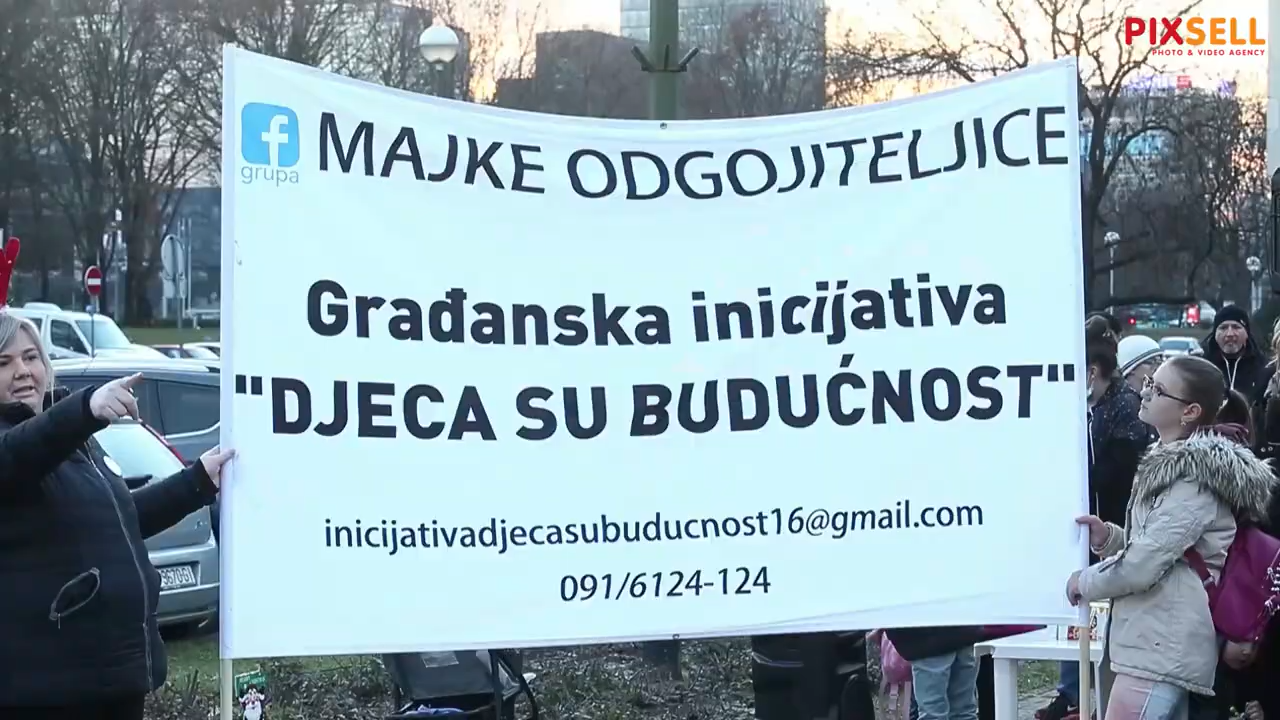 PIXSELL
PHOTO & VIDEO AGENCY
f
grupa
MAJKE ODGOJITELJICE
Građanska inicijativa
"DJECA SU BUDUĆNOST"
inicijativadjecasubuducnost16@gmail.com
091/6124-124